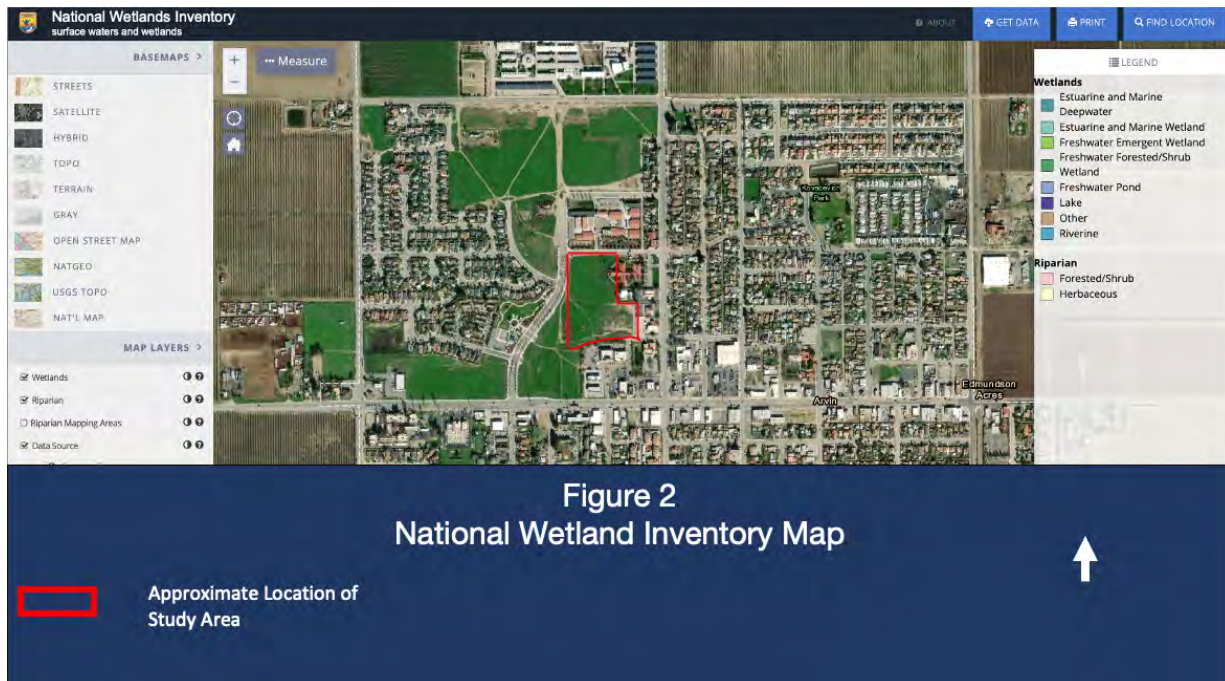 National Wetlands Inventory
surface waters and wetlands
ABOUT
GET DATA
PRINT
FIND LOCATION
BASEMAPS >
STREETS
SATELLITE
HYBRID
TOPO
TERRAIN
GRAY
OPEN STREET MAP
NATGEO
USGS TOPO
NAT'L MAP
MAP LAYERS >
Wetlands
Riparian
Riparian Mapping Areas
Data Source
+
-
Measure
Kovacevich
Park
Edmundson
Acres
Arvin
LEGEND
Wetlands
Estuarine and Marine
Deepwater
Estuarine and Marine Wetland
Freshwater Emergent Wetland
Freshwater Forested/Shrub
Wetland
Freshwater Pond
Lake
Other
Riverine
Riparian
Forested/Shrub
Herbaceous
Figure 2
National Wetland Inventory Map
Approximate Location of
Study Area